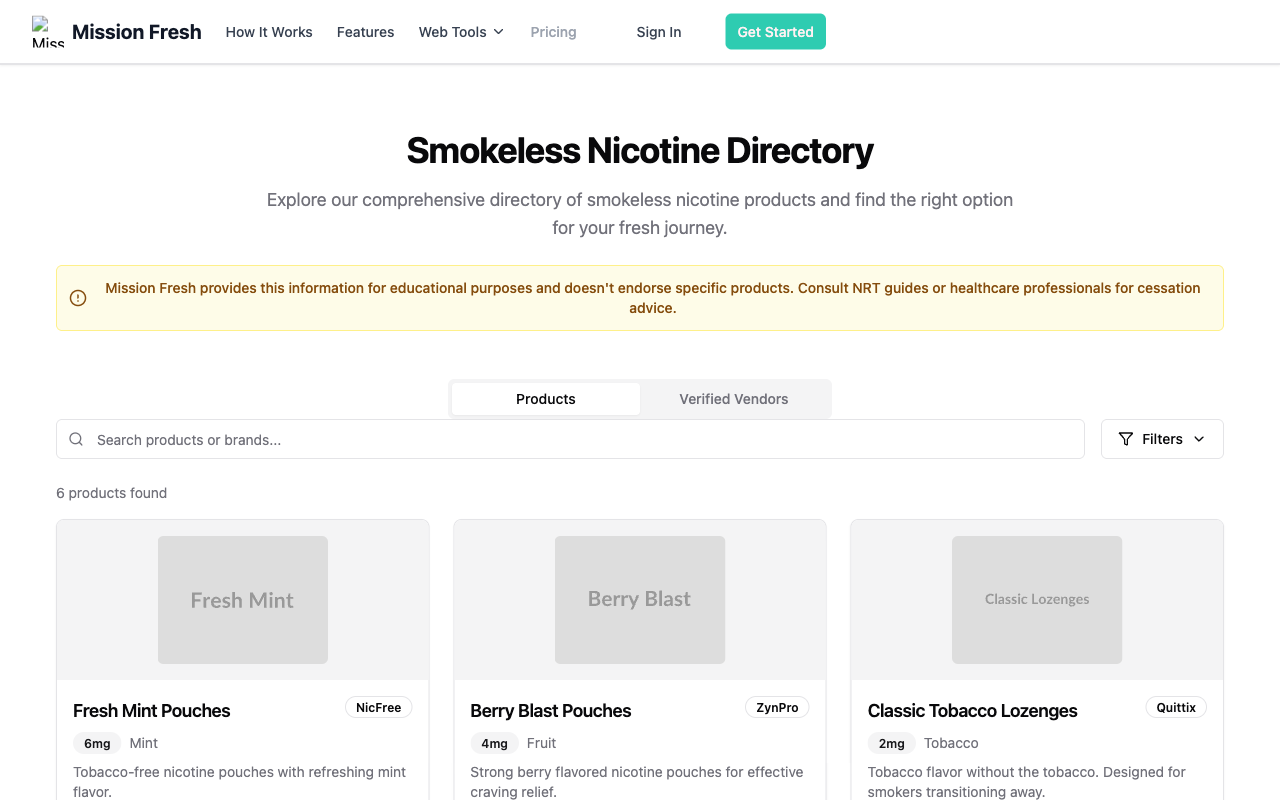 Miss
Mission Fresh
How It Works
Features
Web Tools
Pricing
Sign In
Get Started
Smokeless Nicotine Directory
Explore our comprehensive directory of smokeless nicotine products and find the right option
for your fresh journey.
Mission Fresh provides this information for educational purposes and doesn't endorse specific products. Consult NRT guides or healthcare professionals for cessation
advice.
Products
Verified Vendors
Search products or brands...
Filters
6 products found
Fresh Mint
Berry Blast
Classic Lozenges
Fresh Mint Pouches
NicFree
6mg
Mint
Tobacco-free nicotine pouches with refreshing mint
flavor.
Berry Blast Pouches
ZynPro
4mg
Fruit
Strong berry flavored nicotine pouches for effective
craving relief.
Classic Tobacco Lozenges
Quittix
2mg
Tobacco
Tobacco flavor without the tobacco. Designed for
smokers transitioning away.